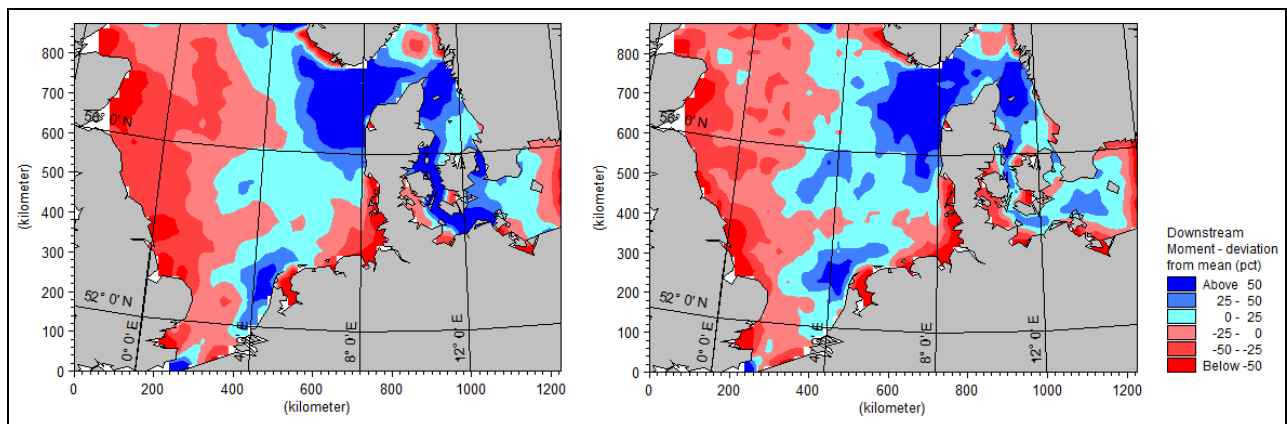 800
700
600
500
400
300
200
100
0
(kilometer)
56° 0' N
52° 0' N
0° 0' E
4° 0' E
8° 0' E
12° 0' E
0 200 400 600 800 1000 1200
(kilometer)
800
700
600
500
400
300
200
100
0
(kilometer)
56° 0' N
52° 0' N
0° 0' E
4° 0' E
8° 0' E
12° 0' E
0 200 400 600 800 1000 1200
(kilometer)
Downstream
Moment - deviation
from mean (pct)
Above 50
25 - 50
0 - 25
-25 - 0
-50 - -25
Below -50